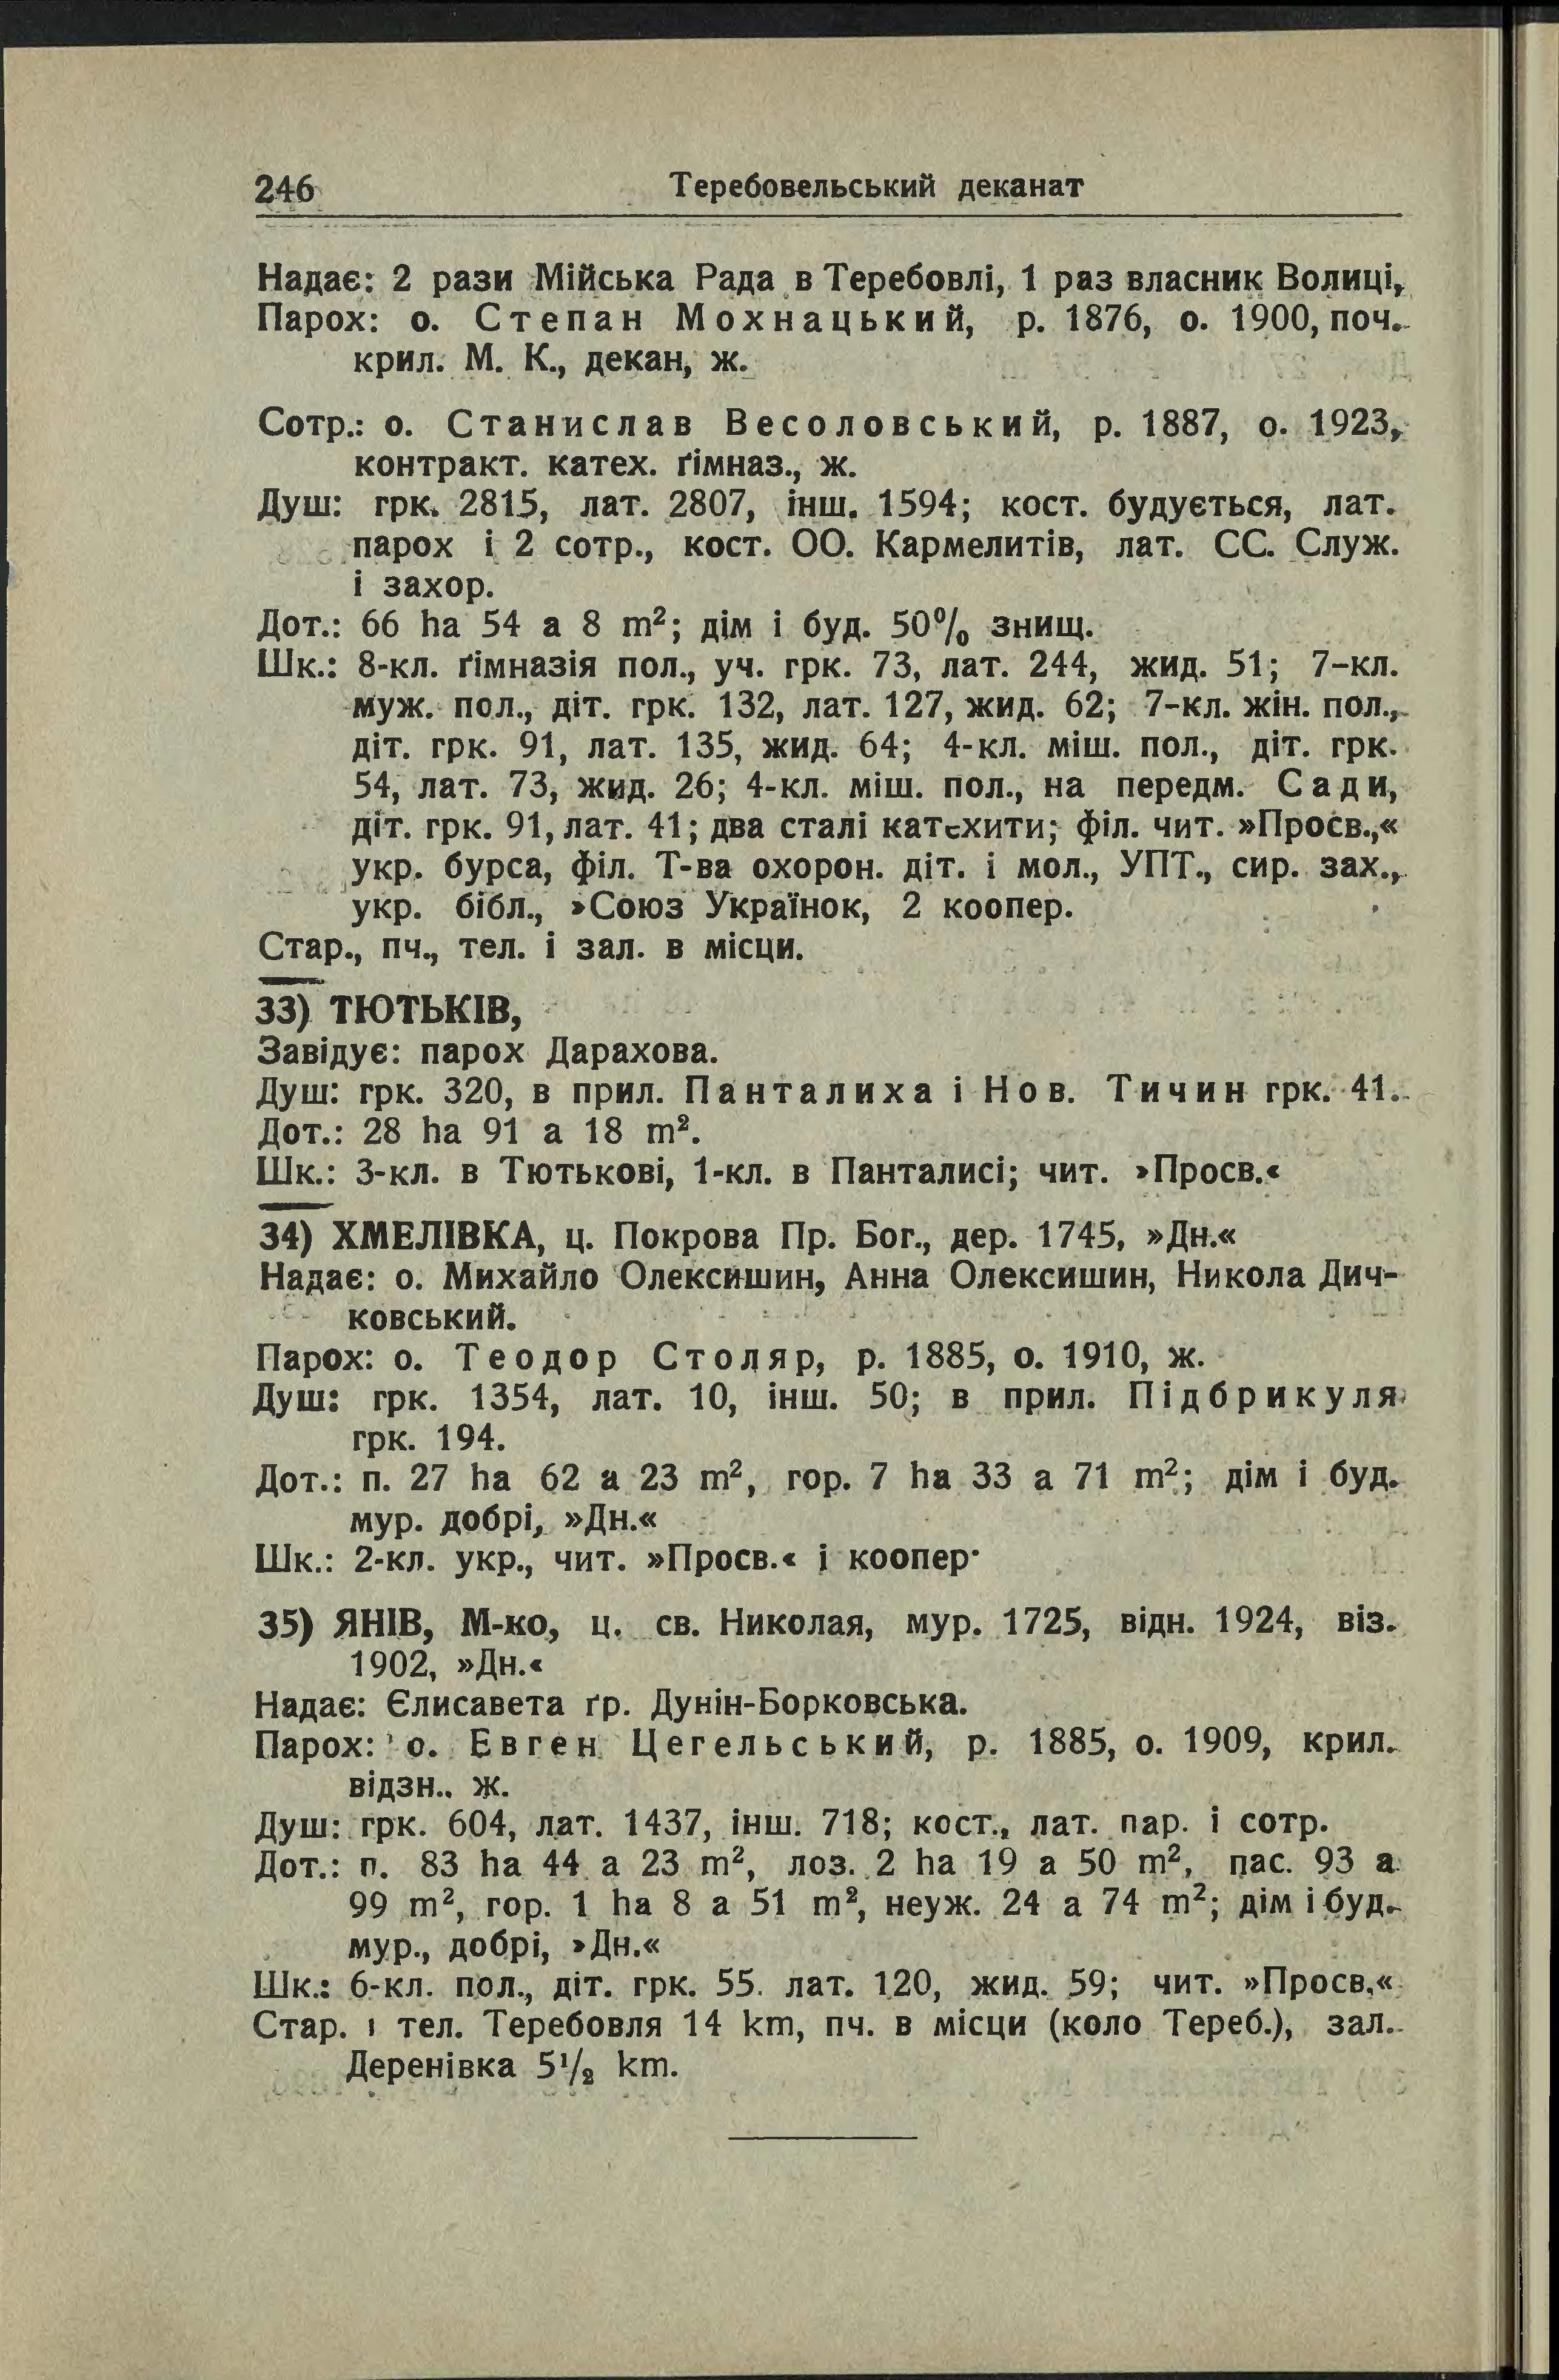 246 Теребовельський деканат
Надає: 2 рази Мійська Рада в Теребовлі, 1 раз власник Волиці,
Парох: о. Степан Мохнацький, р. 1876, о. 1900, поч.
крил. М. К., декан, ж.
Сотр.: о. Станислав Весоловський, р. 1887, о. 1923,
контракт. катех. ґімназ., ж.
Душ: грк. 2815, лат. 2807, інш. 1594; кост. будується, лат.
парох і 2 сотр., кост. ОО. Кармелитів, лат. СС. Служ.
і захор.
Дот.: 66 ha 54 a 8 m²; дім і буд. 50% знищ.
Шк.: 8-кл. ґімназія пол., уч. грк. 73, лат. 244, жид. 51; 7-кл.
муж. пол., діт. грк. 132, лат. 127, жид. 62; 7-кл. жін. пол.,
діт. грк. 91, лат. 135, жид. 64; 4-кл. міш. пол., діт. грк.
54, лат. 73, жид. 26; 4-кл. міш. пол., на передм. Сади,
діт. грк. 91, лат. 41; два сталі катехити; філ. чит. »Просв.,«
укр. бурса, філ. Т-ва охорон. діт. і мол., УПТ., сир. зах.,
укр. бібл., »Союз Українок, 2 коопер.
Стар., пч., тел. і зал. в місци.
33) ТЮТЬКІВ,
Завідує: парох Дарахова.
Душ: грк. 320, в прил. Панталиха і Нов. Тичин грк. 41.
Дот.: 28 ha 91 a 18 m².
Шк.: 3-кл. в Тютькові, 1-кл. в Панталисі; чит. »Просв.«
34) ХМЕЛІВКА, ц. Покрова Пр. Бог., дер. 1745, »Дн.«
Надає: о. Михайло Олексишин, Анна Олексишин, Никола Дич-
ковський.
Парох: о. Теодор Столяр, р. 1885, о. 1910, ж.
Душ: грк. 1354, лат. 10, інш. 50; в прил. Підбрикуля
грк. 194.
Дот.: п. 27 ha 62 a 23 m², гор. 7 ha 33 a 71 m²; дім і буд.
мур. добрі, »Дн.«
Шк.: 2-кл. укр., чит. »Просв.« і коопер·
35) ЯНІВ, М-ко, ц. св. Николая, мур. 1725, відн. 1924, віз.
1902, »Дн.«
Надає: Єлисавета ґр. Дунін-Борковська.
Парох: о. Евген Цегельський, р. 1885, о. 1909, крил.
відзн., ж.
Душ: грк. 604, лат. 1437, інш. 718; кост., лат. пар. і сотр.
Дот.: п. 83 ha 44 a 23 m², лоз. 2 ha 19 a 50 m², пас. 93 a
99 m², гор. 1 ha 8 a 51 m², неуж. 24 a 74 m²; дім і буд.
мур., добрі, »Дн.«
Шк.: 6-кл. пол., діт. грк. 55. лат. 120, жид. 59; чит. »Просв,«
Стар. і тел. Теребовля 14 km, пч. в місци (коло Тереб.), зал.
Деренівка 5½ km.